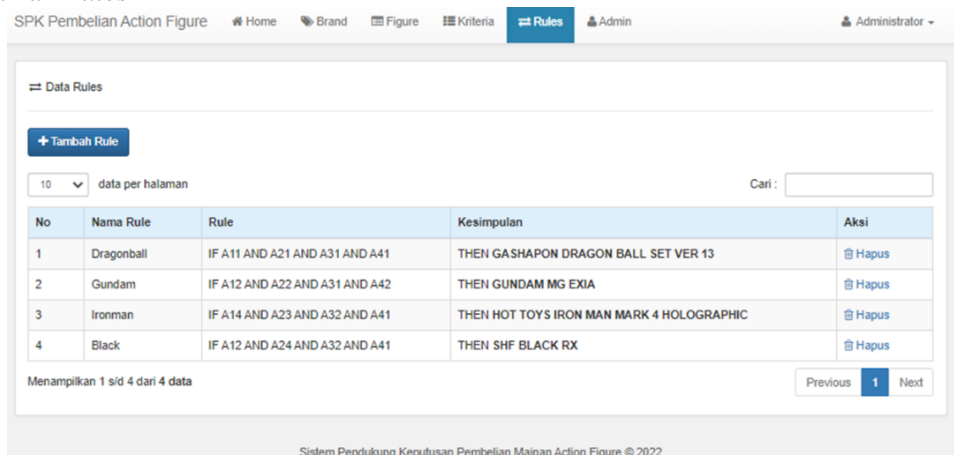 SPK Pembelian Action Figure Home Brand Figure Kriteria Rules Admin Administrator
Data Rules
Tambah Rule
10 data per halaman Cari :
No Nama Rule Rule Kesimpulan Aksi
1 Dragonball IF A11 AND A21 AND A31 AND A41 THEN GASHAPON DRAGON BALL SET VER 13 Hapus
2 Gundam IF A12 AND A22 AND A31 AND A42 THEN GUNDAM MG EXIA Hapus
3 Ironman IF A14 AND A23 AND A32 AND A41 THEN HOT TOYS IRON MAN MARK 4 HOLOGRAPHIC Hapus
4 Black IF A12 AND A24 AND A32 AND A41 THEN SHF BLACK RX Hapus
Menampilkan 1 s/d 4 dari 4 data Previous 1 Next
Sistem Pendukung Keputusan Pembelian Mainan Action Figure © 2022